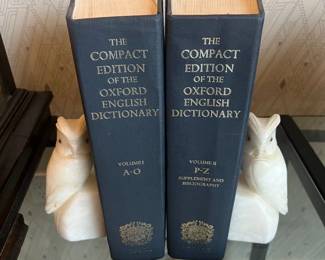 THE
COMPACT
EDITION
OF THE
OXFORD
ENGLISH
DICTIONARY
VOLUME I
A-O
THE
COMPACT
EDITION
OF THE
OXFORD
ENGLISH
DICTIONARY
VOLUME II
P-Z
SUPPLEMENT AND
BIBLIOGRAPHY